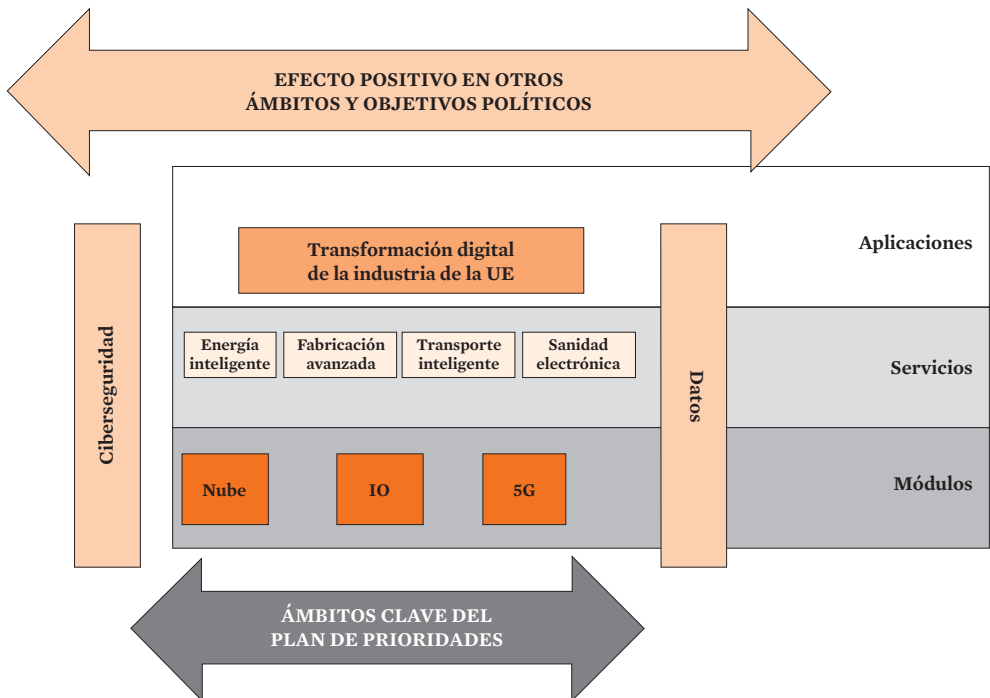 EFECTO POSITIVO EN OTROS
ÁMBITOS Y OBJETIVOS POLÍTICOS
Ciberseguridad
Transformación digital
de la industria de la UE
Aplicaciones
Energía
inteligente
Fabricación
avanzada
Transporte
inteligente
Sanidad
electrónica
Datos
Servicios
Nube
IO
5G
Módulos
ÁMBITOS CLAVE DEL
PLAN DE PRIORIDADES